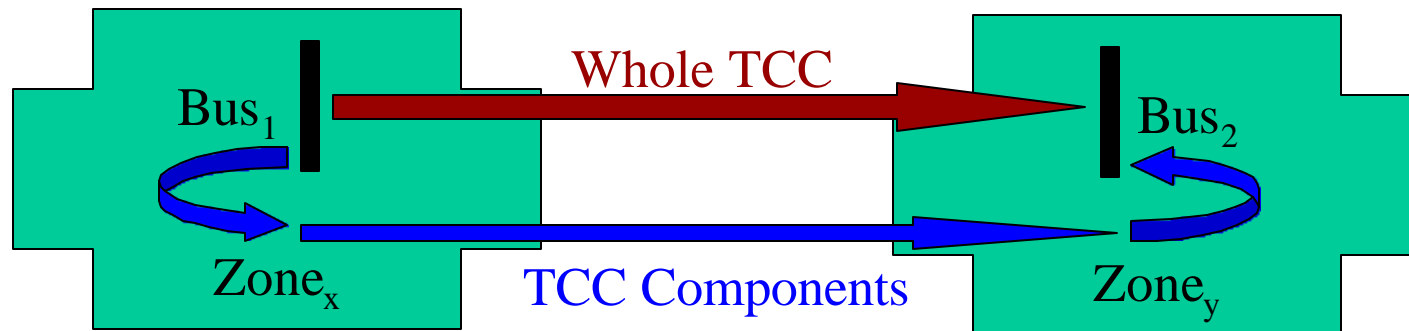 Whole TCC
Bus1
Bus2
Zonex
TCC Components
Zoney